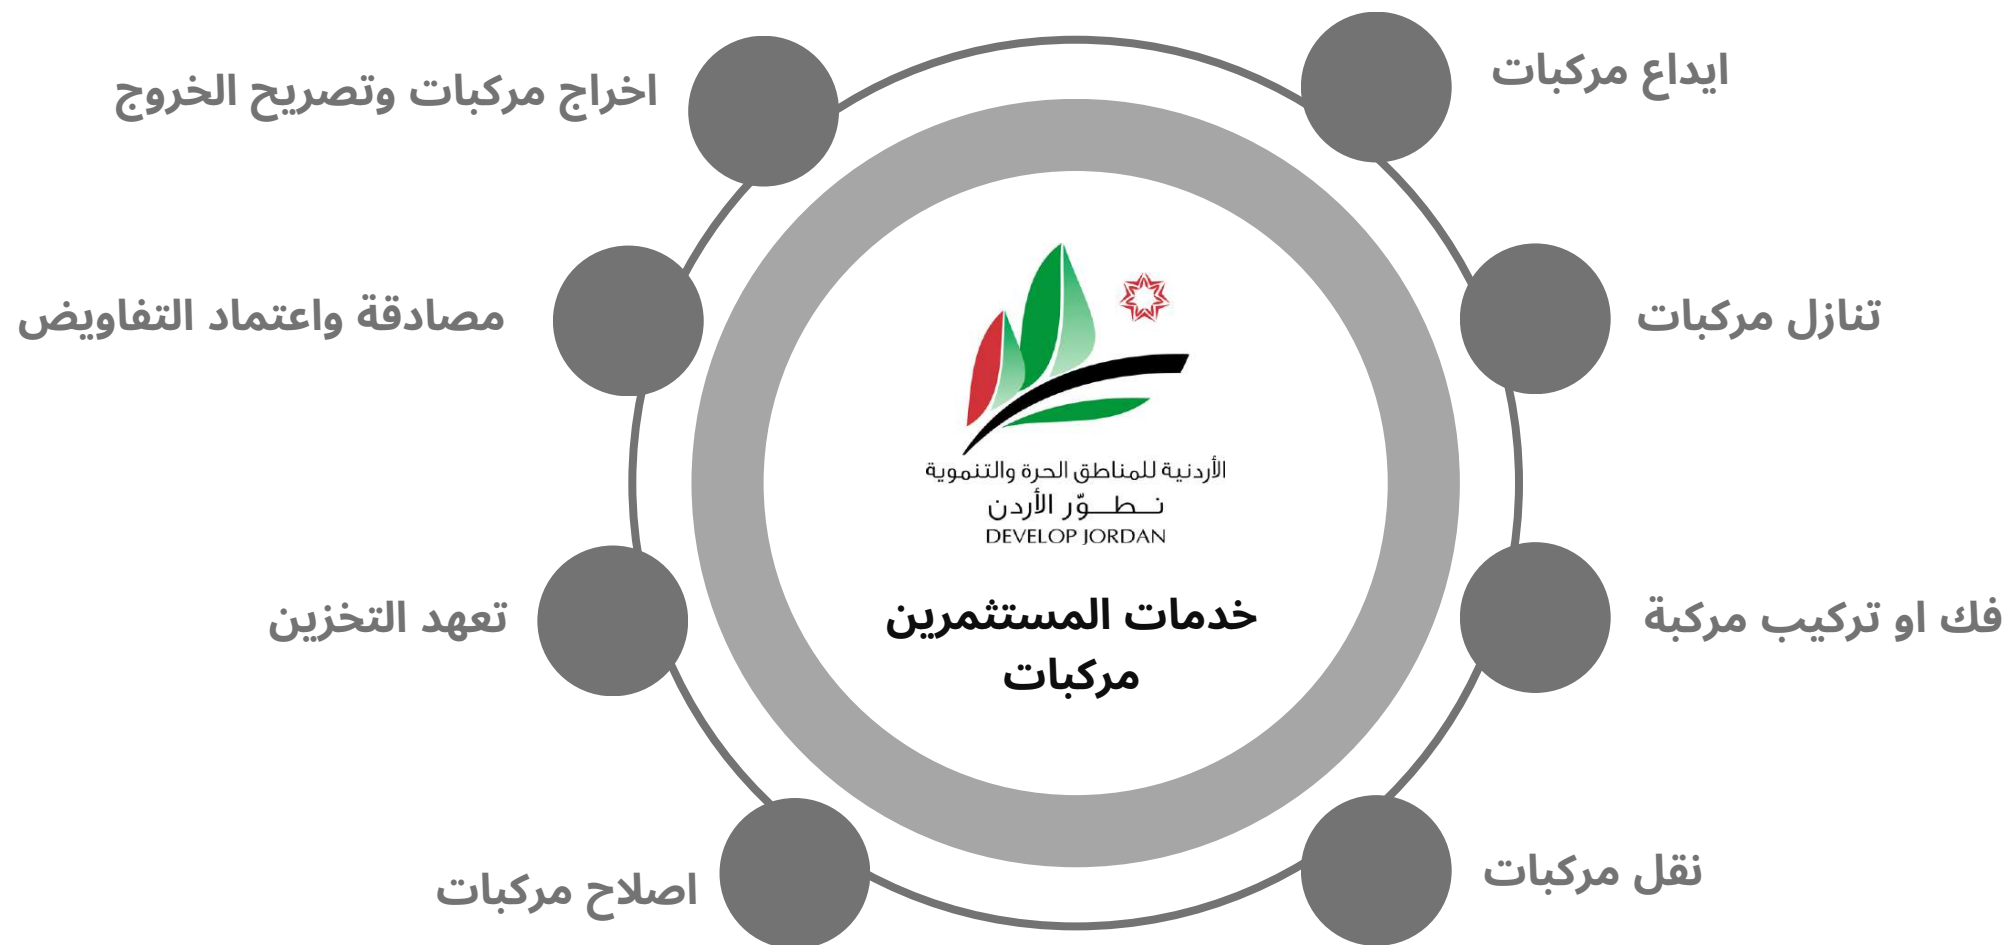 ايداع مركبات
اخراج مركبات وتصريح الخروج
تنازل مركبات
مصادقة واعتماد التفاويض
الأردنية للمناطق الحرة والتنموية
نـطـوّر الأردن
DEVELOP JORDAN
خدمات المستثمرين
مركبات
فك او تركيب مركبة
تعهد التخزين
نقل مركبات
اصلاح مركبات